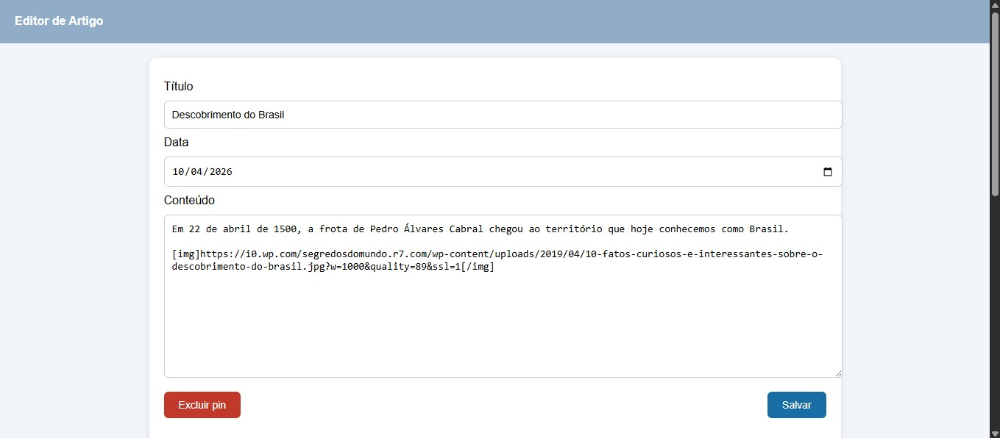 Editor de Artigo
Título
Descobrimento do Brasil
Data
10/04/2026
Conteúdo
Em 22 de abril de 1500, a frota de Pedro Álvares Cabral chegou ao território que hoje conhecemos como Brasil.
[img]https://i0.wp.com/segredosdomundo.r7.com/wp-content/uploads/2019/04/10-fatos-curiosos-e-interessantes-sobre-o-
descobrimento-do-brasil.jpg?w=1000&quality=89&ssl=1[/img]
Excluir pin
Salvar